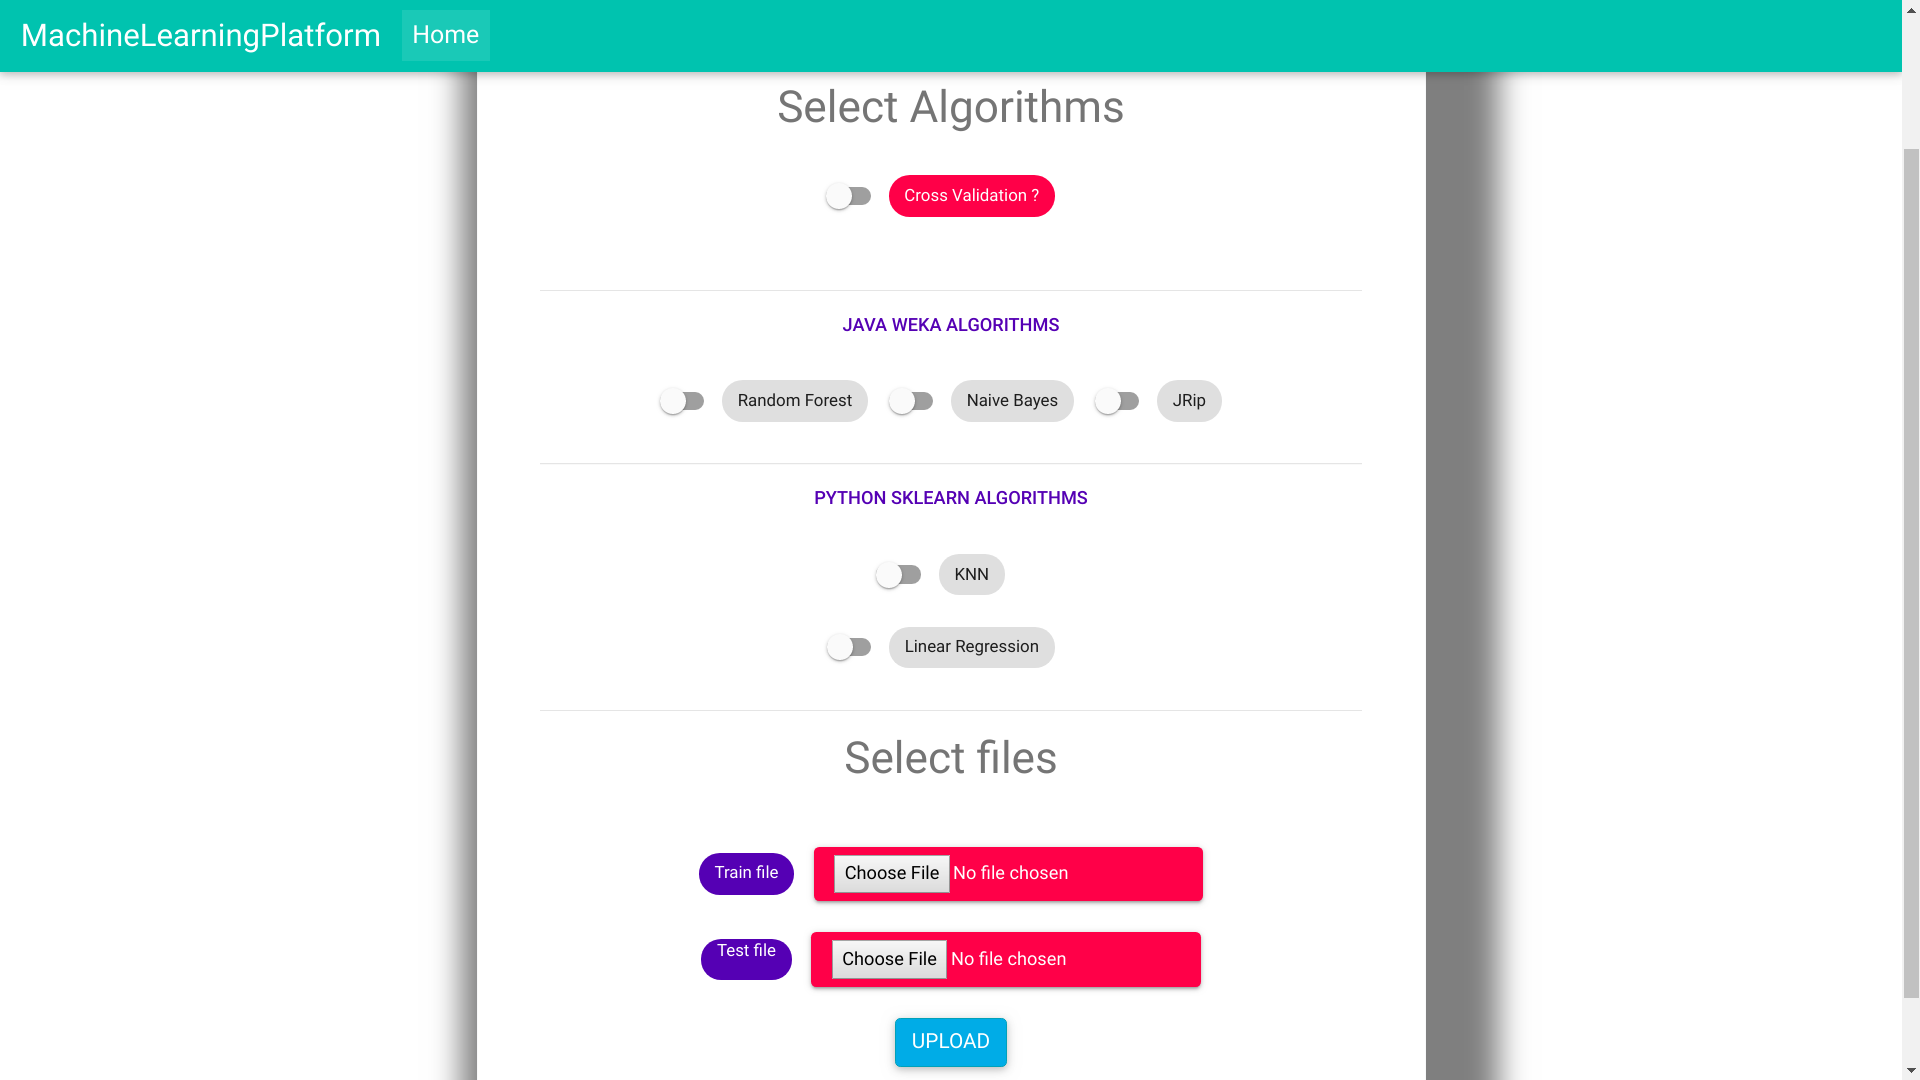 MachineLearningPlatform Home
Select Algorithms
Cross Validation ?
JAVA WEKA ALGORITHMS
Random Forest Naive Bayes JRip
PYTHON SKLEARN ALGORITHMS
KNN
Linear Regression
Select files
Train file Choose File No file chosen
Test file Choose File No file chosen
UPLOAD